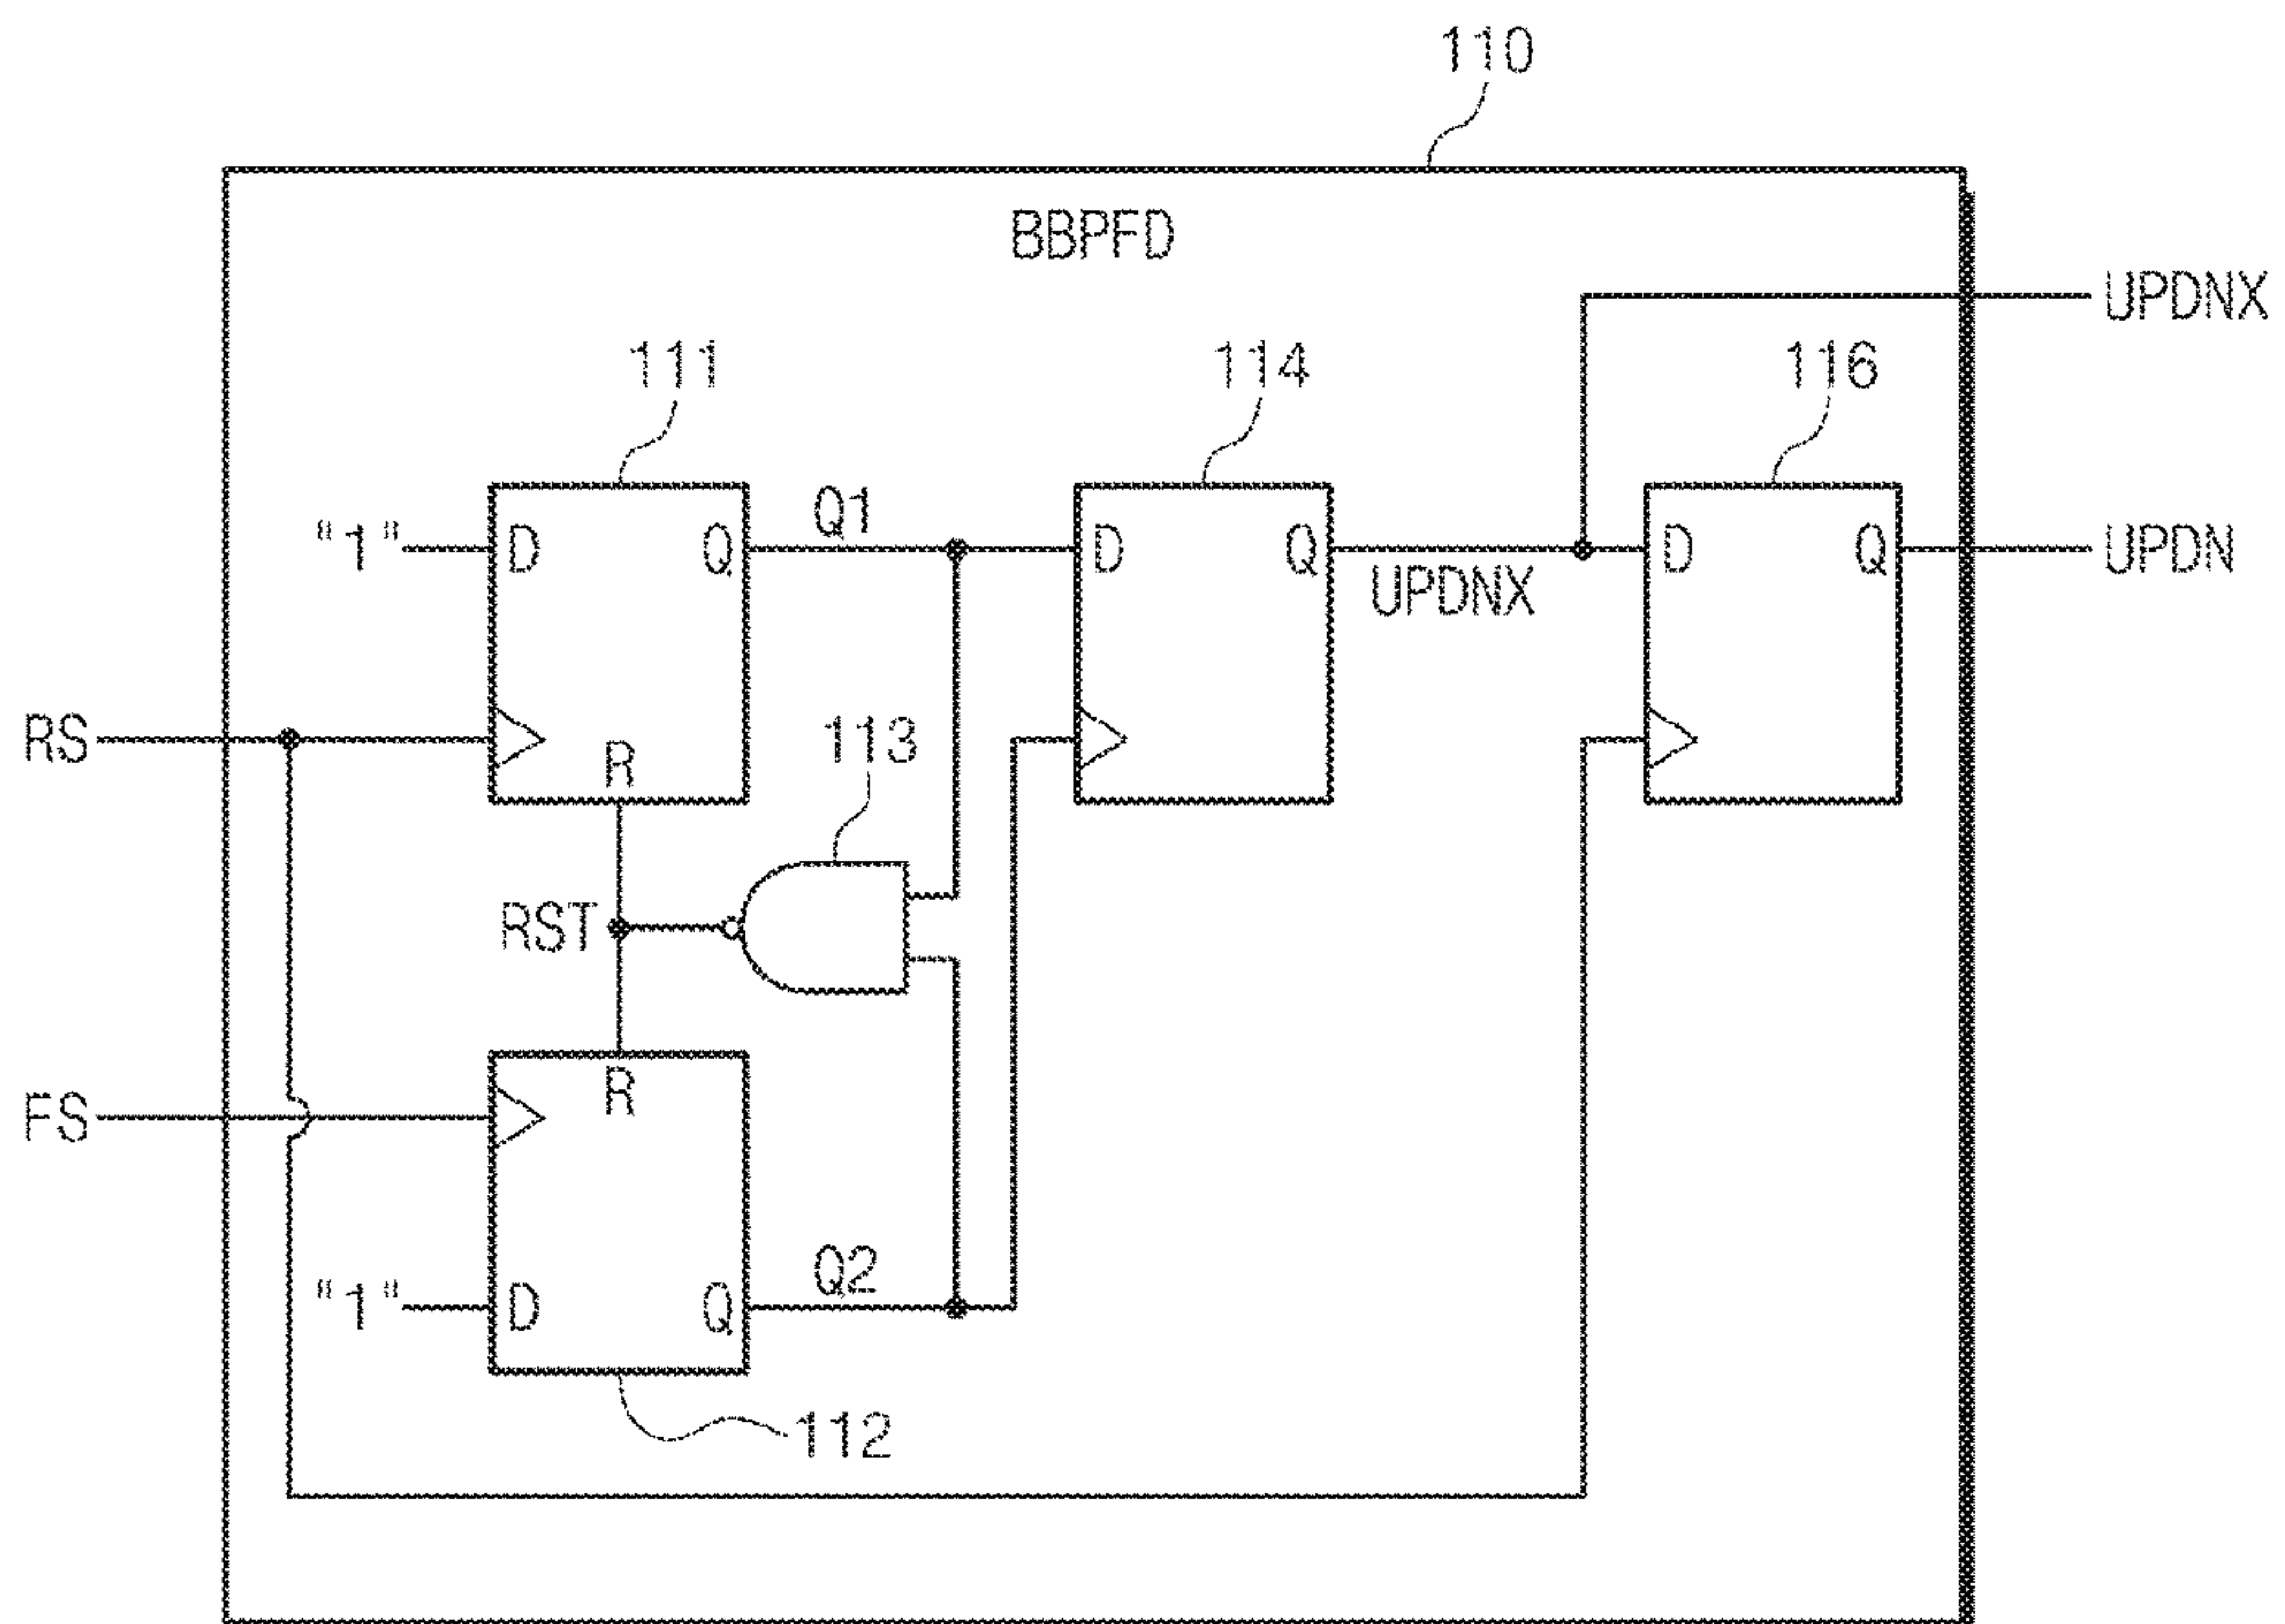 110
BBPFD
UPDNX
111
114
116
"1"
D
Q
Q1
D
Q
UPDNX
D
Q
UPDN
RS
R
113
RST
FS
R
"1"
D
Q
Q2
112